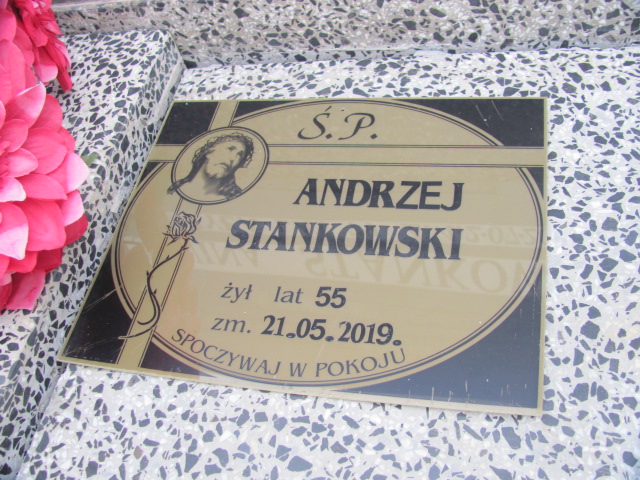 Ś.P.
ANDRZEJ
STANKOWSKI
żył lat 55
zm. 21.05.2019.
SPOCZYWAJ W POKOJU